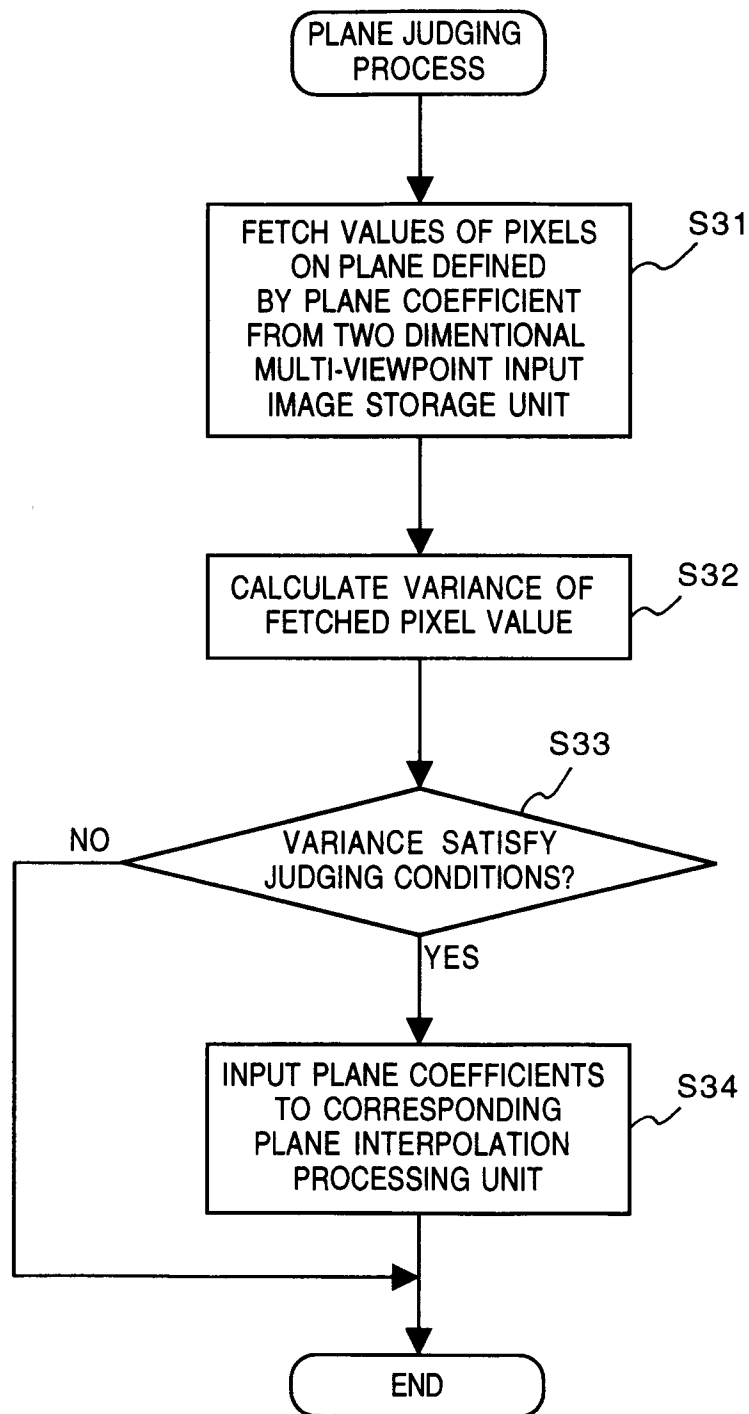 PLANE JUDGING
PROCESS
S31
FETCH VALUES OF PIXELS
ON PLANE DEFINED
BY PLANE COEFFICIENT
FROM TWO DIMENTIONAL
MULTI-VIEWPOINT INPUT
IMAGE STORAGE UNIT
S32
CALCULATE VARIANCE OF
FETCHED PIXEL VALUE
S33
NO
VARIANCE SATISFY
JUDGING CONDITIONS?
YES
S34
INPUT PLANE COEFFICIENTS
TO CORRESPONDING
PLANE INTERPOLATION
PROCESSING UNIT
END